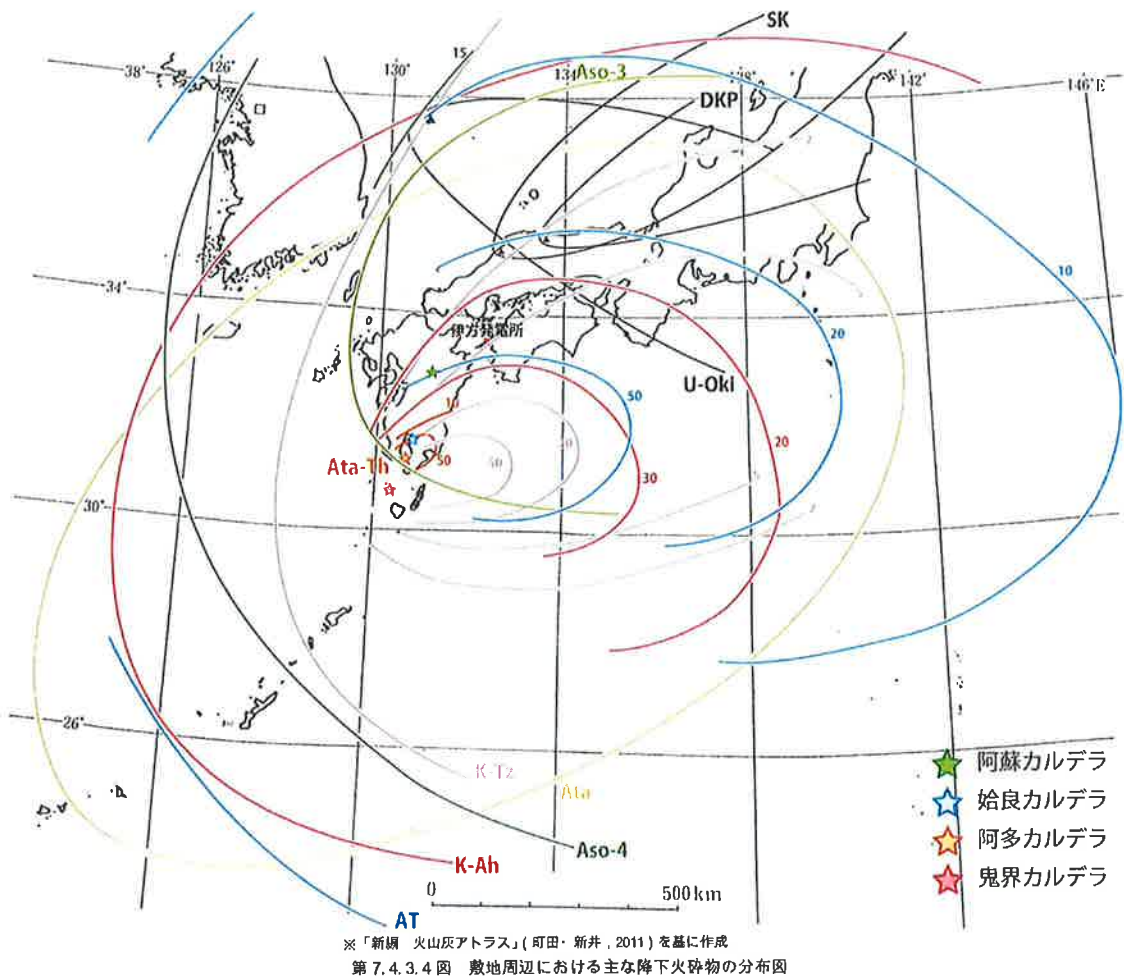 SK
15
38°
126°
130°
134°
Aso-3
138°
142°
146°E
DKP
2
34°
10
伊方発電所
20
U-Oki
50
10
20
20
Ata-Th
50
50
30
30°
2
K-Tz
26°
Ata
阿蘇カルデラ
姶良カルデラ
阿多カルデラ
鬼界カルデラ
Aso-4
K-Ah
0
500km
AT
※「新編 火山灰アトラス」(町田・新井,2011)を基に作成
第7.4.3.4図 敷地周辺における主な降下火砕物の分布図